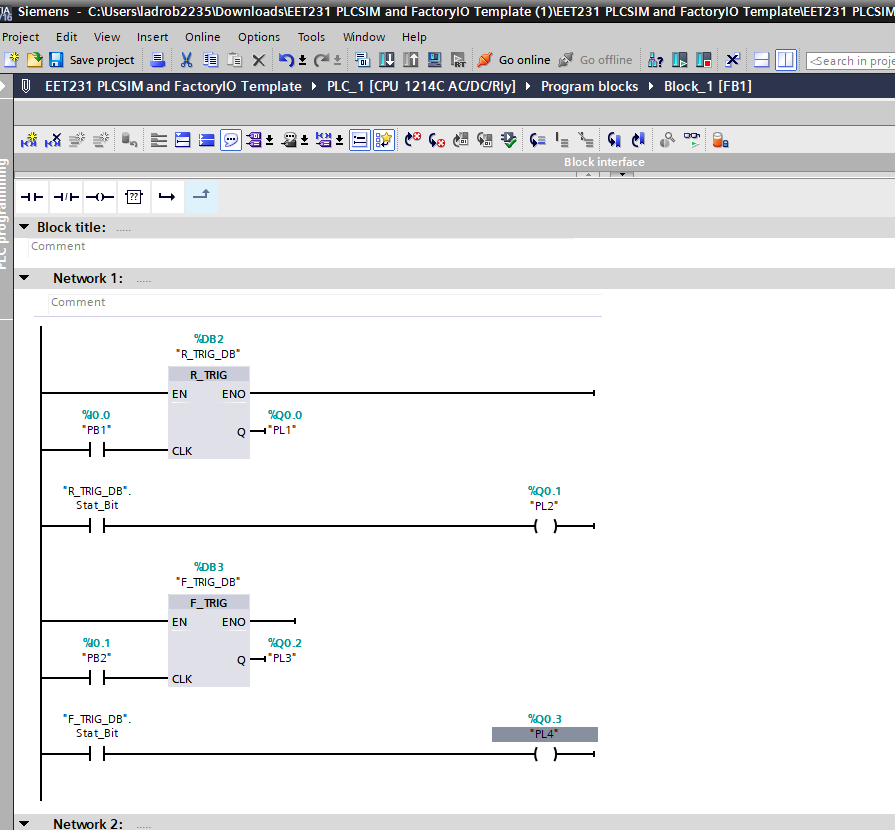 Siemens - C:\Users\ladrob2235\Downloads\EET231 PLCSIM and FactoryIO Template (1)\EET231 PLCSIM and FactoryIO Template\EET231 PLCSIM
Project Edit View Insert Online Options Tools Window Help
Save project Go online Go offline <Search in proje
EET231 PLCSIM and FactoryIO Template PLC_1 [CPU 1214C AC/DC/Rly] Program blocks Block_1 [FB1]
Block interface
PLC programming
??
Block title: .....
Comment
Network 1: .....
Comment
%DB2
"R_TRIG_DB"
R_TRIG
EN ENO
%I0.0 %Q0.0
"PB1" Q "PL1"
CLK
"R_TRIG_DB". %Q0.1
Stat_Bit "PL2"
%DB3
"F_TRIG_DB"
F_TRIG
EN ENO
%I0.1 %Q0.2
"PB2" Q "PL3"
CLK
"F_TRIG_DB". %Q0.3
Stat_Bit "PL4"
Network 2: .....